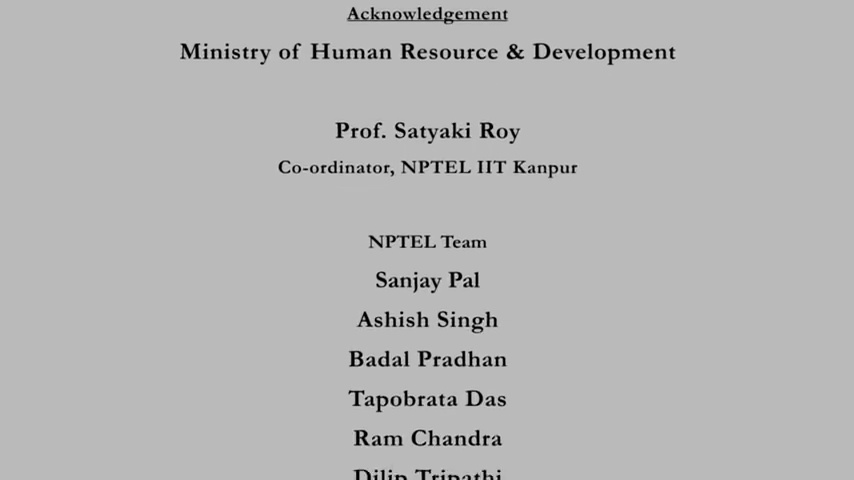 Acknowledgement
Ministry of Human Resource & Development
Prof. Satyaki Roy
Co-ordinator, NPTEL IIT Kanpur
NPTEL Team
Sanjay Pal
Ashish Singh
Badal Pradhan
Tapobrata Das
Ram Chandra
Dilip Tripathi